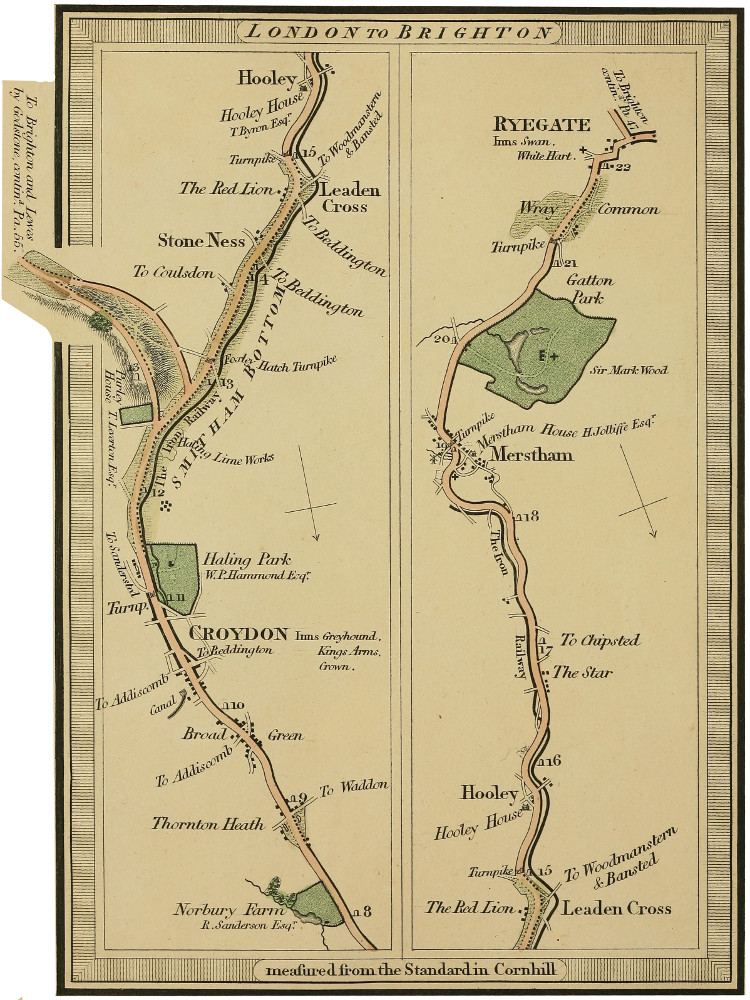 LONDON TO BRIGHTON
To Brighton and Lewes
by Godstone, contin.d Pa. 56.
Hooley
Hooley House
T. Byron Esq.r
Turnpike
15
To Woodmanstern
& Bansted
The Red Lion
Leaden
Cross
To Beddington
Stone Ness
To Coulsdon
14
To Beddington
Foxley Hatch Turnpike
13
13
Purley
House
T. Loverton Esq.r
The Iron Railway
SMITHAM BOTTOM
Haling Lime Works
12
To Sandersted
Haling Park
W. P. Hammond Esq.r
11
Turnp.
CROYDON Inns Greyhound,
Kings Arms,
Crown.
To Beddington
To Addiscomb
Canal
10
Broad Green
To Addiscomb
9
To Waddon
Thornton Heath
Norbury Farm
R. Sanderson Esq.r
8
To Brighton
contin.d Pa. 47
RYEGATE
Inns Swan,
White Hart.
22
Wray Common
Turnpike
21
Gatton
Park
20
E
Sir Mark Wood
Turnpike
19
Merstham House H. Jolliffe Esq.r
Merstham
18
The Iron
Railway
To Chipsted
17
The Star
16
Hooley
Hooley House
Turnpike
15
To Woodmanstern
& Bansted
The Red Lion
Leaden Cross
meaſured from the Standard in Cornhill